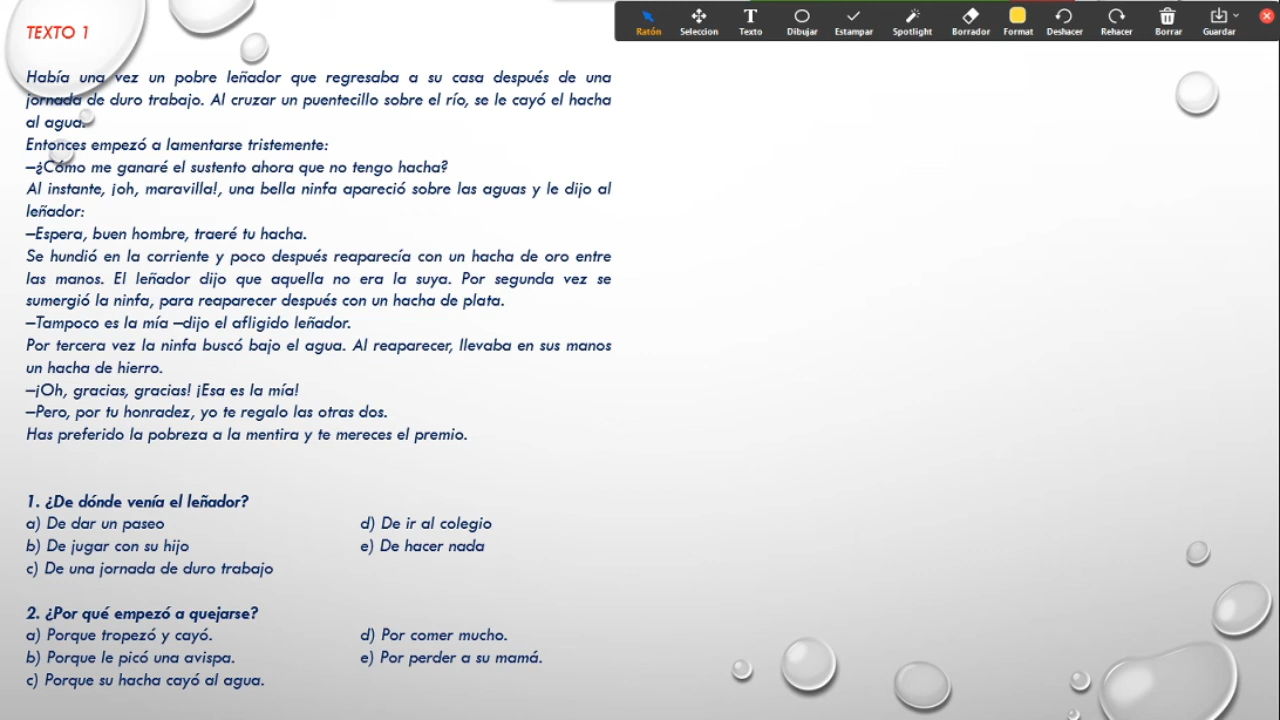 Ratón Seleccion Texto Dibujar Estampar Spotlight Borrador Format Deshacer Rehacer Borrar Guardar
TEXTO 1
Había una vez un pobre leñador que regresaba a su casa después de una
jornada de duro trabajo. Al cruzar un puentecillo sobre el río, se le cayó el hacha
al agua.
Entonces empezó a lamentarse tristemente:
—¿Cómo me ganaré el sustento ahora que no tengo hacha?
Al instante, ¡oh, maravilla!, una bella ninfa apareció sobre las aguas y le dijo al
leñador:
—Espera, buen hombre, traeré tu hacha.
Se hundió en la corriente y poco después reaparecía con un hacha de oro entre
las manos. El leñador dijo que aquella no era la suya. Por segunda vez se
sumergió la ninfa, para reaparecer después con un hacha de plata.
—Tampoco es la mía —dijo el afligido leñador.
Por tercera vez la ninfa buscó bajo el agua. Al reaparecer, llevaba en sus manos
un hacha de hierro.
—¡Oh, gracias, gracias! ¡Esa es la mía!
—Pero, por tu honradez, yo te regalo las otras dos.
Has preferido la pobreza a la mentira y te mereces el premio.
1. ¿De dónde venía el leñador?
a) De dar un paseo
b) De jugar con su hijo
c) De una jornada de duro trabajo
d) De ir al colegio
e) De hacer nada
2. ¿Por qué empezó a quejarse?
a) Porque tropezó y cayó.
b) Porque le picó una avispa.
c) Porque su hacha cayó al agua.
d) Por comer mucho.
e) Por perder a su mamá.